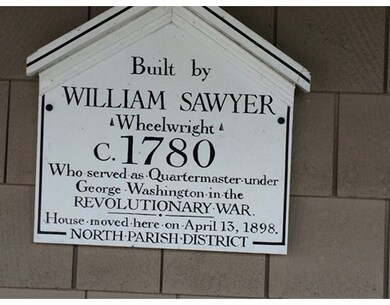 Built by
WILLIAM SAWYER
Wheelwright
C. 1780
Who served as Quartermaster under
George Washington in the
REVOLUTIONARY WAR.
House moved here on April 13, 1898.
NORTH PARISH DISTRICT